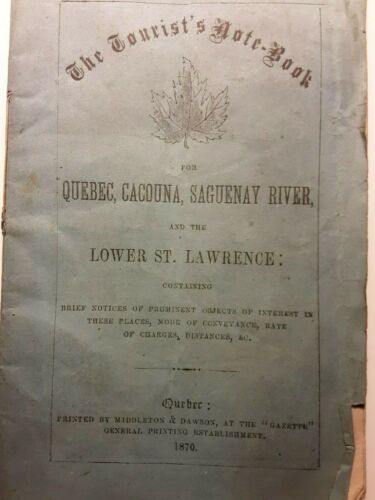 The Tourist's Note-Book
FOR
QUEBEC, CACOUNA, SAGUENAY RIVER,
AND THE
LOWER ST. LAWRENCE:
CONTAINING
BRIEF NOTICES OF PROMINENT OBJECTS OF INTEREST IN
THESE PLACES, MODE OF CONVEYANCE, RATE
OF CHARGES, DISTANCES, &C.
Quebec:
PRINTED BY MIDDLETON & DAWSON, AT THE "GAZETTE"
GENERAL PRINTING ESTABLISHMENT.
1870.